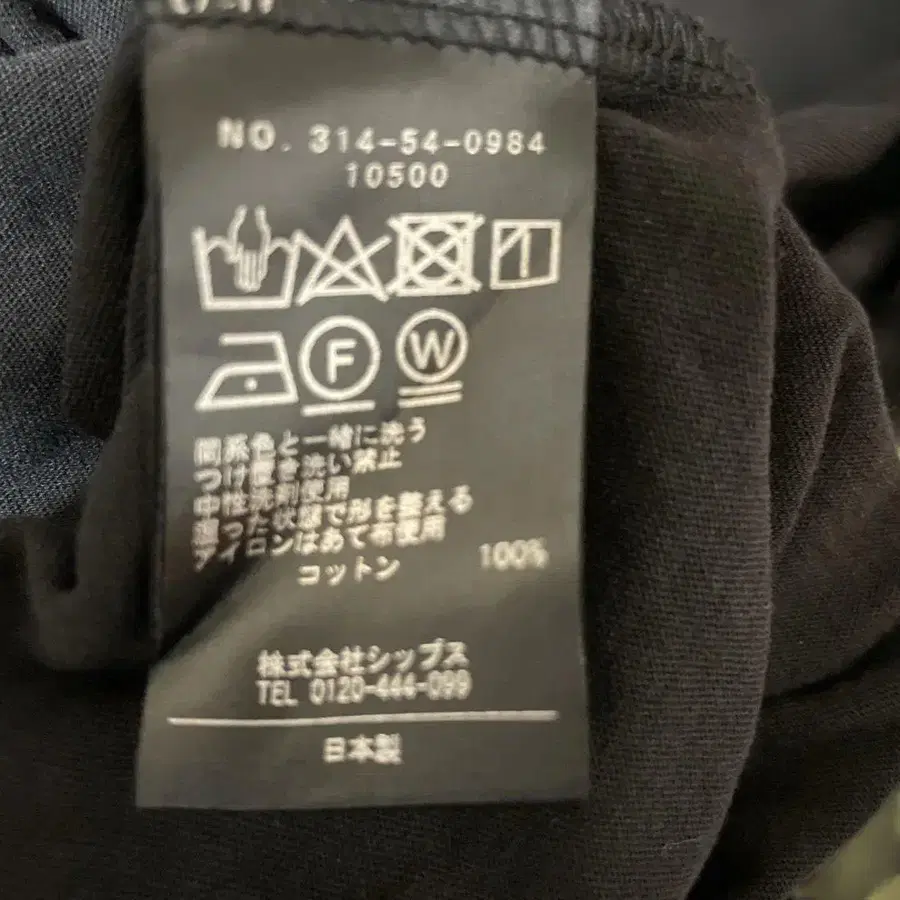 NO. 314-54-0984
10500
F W
同系色と一緒に洗う
つけ置き洗い禁止
中性洗剤使用
湿った状態で形を整える
アイロンはあて布使用
コットン 100%
株式会社シップス
TEL 0120-444-099
日本製